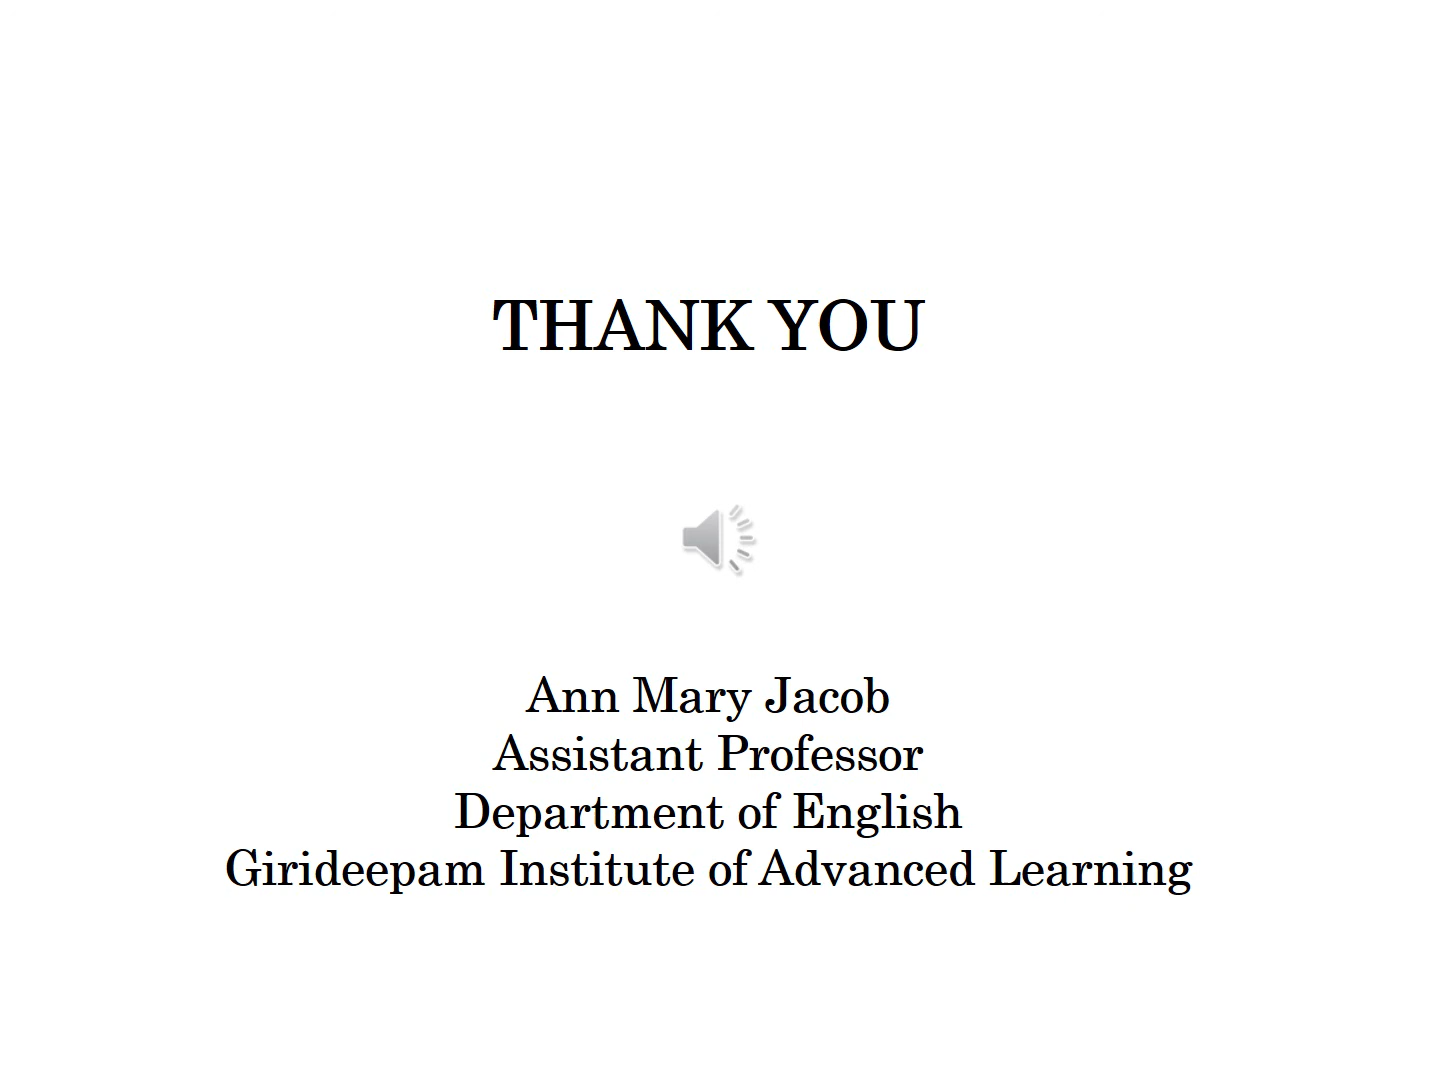 THANK YOU
Ann Mary Jacob
Assistant Professor
Department of English
Girideepam Institute of Advanced Learning